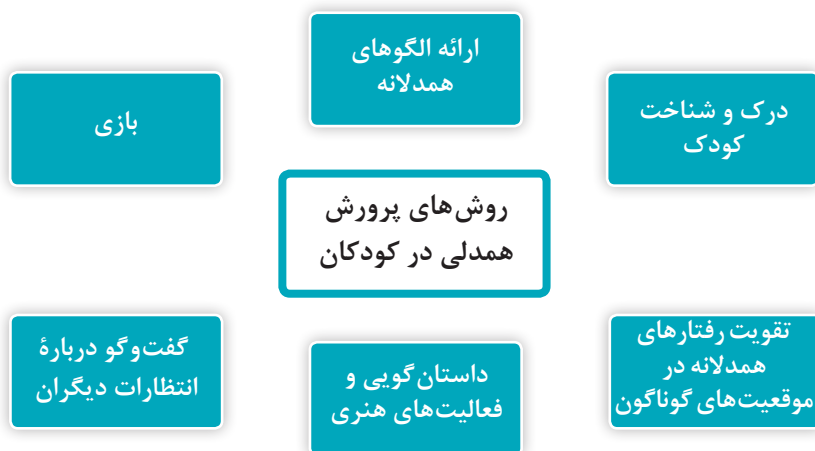 ارائه الگوهای
همدلانه
درک و شناخت
کودک
بازی
روش‌های پرورش
همدلی در کودکان
تقویت رفتارهای
همدلانه در
موقعیت‌های گوناگون
داستان‌گویی و
فعالیت‌های هنری
گفت‌وگو دربارهٔ
انتظارات دیگران